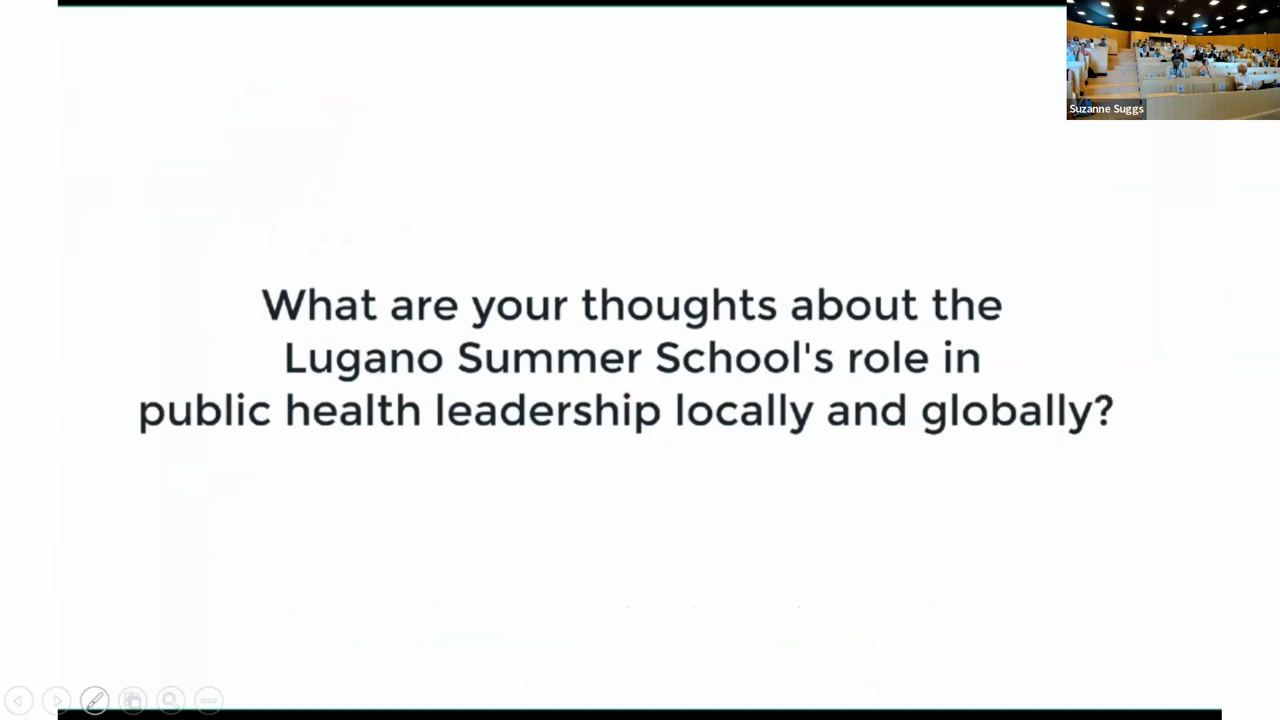 Suzanne Suggs
What are your thoughts about the
Lugano Summer School's role in
public health leadership locally and globally?